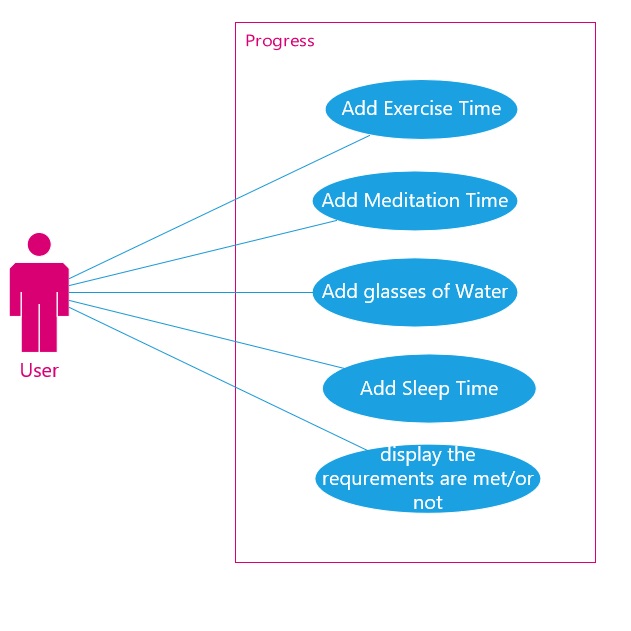 Progress
Add Exercise Time
Add Meditation Time
Add glasses of Water
Add Sleep Time
display the
requrements are met/or
not
User